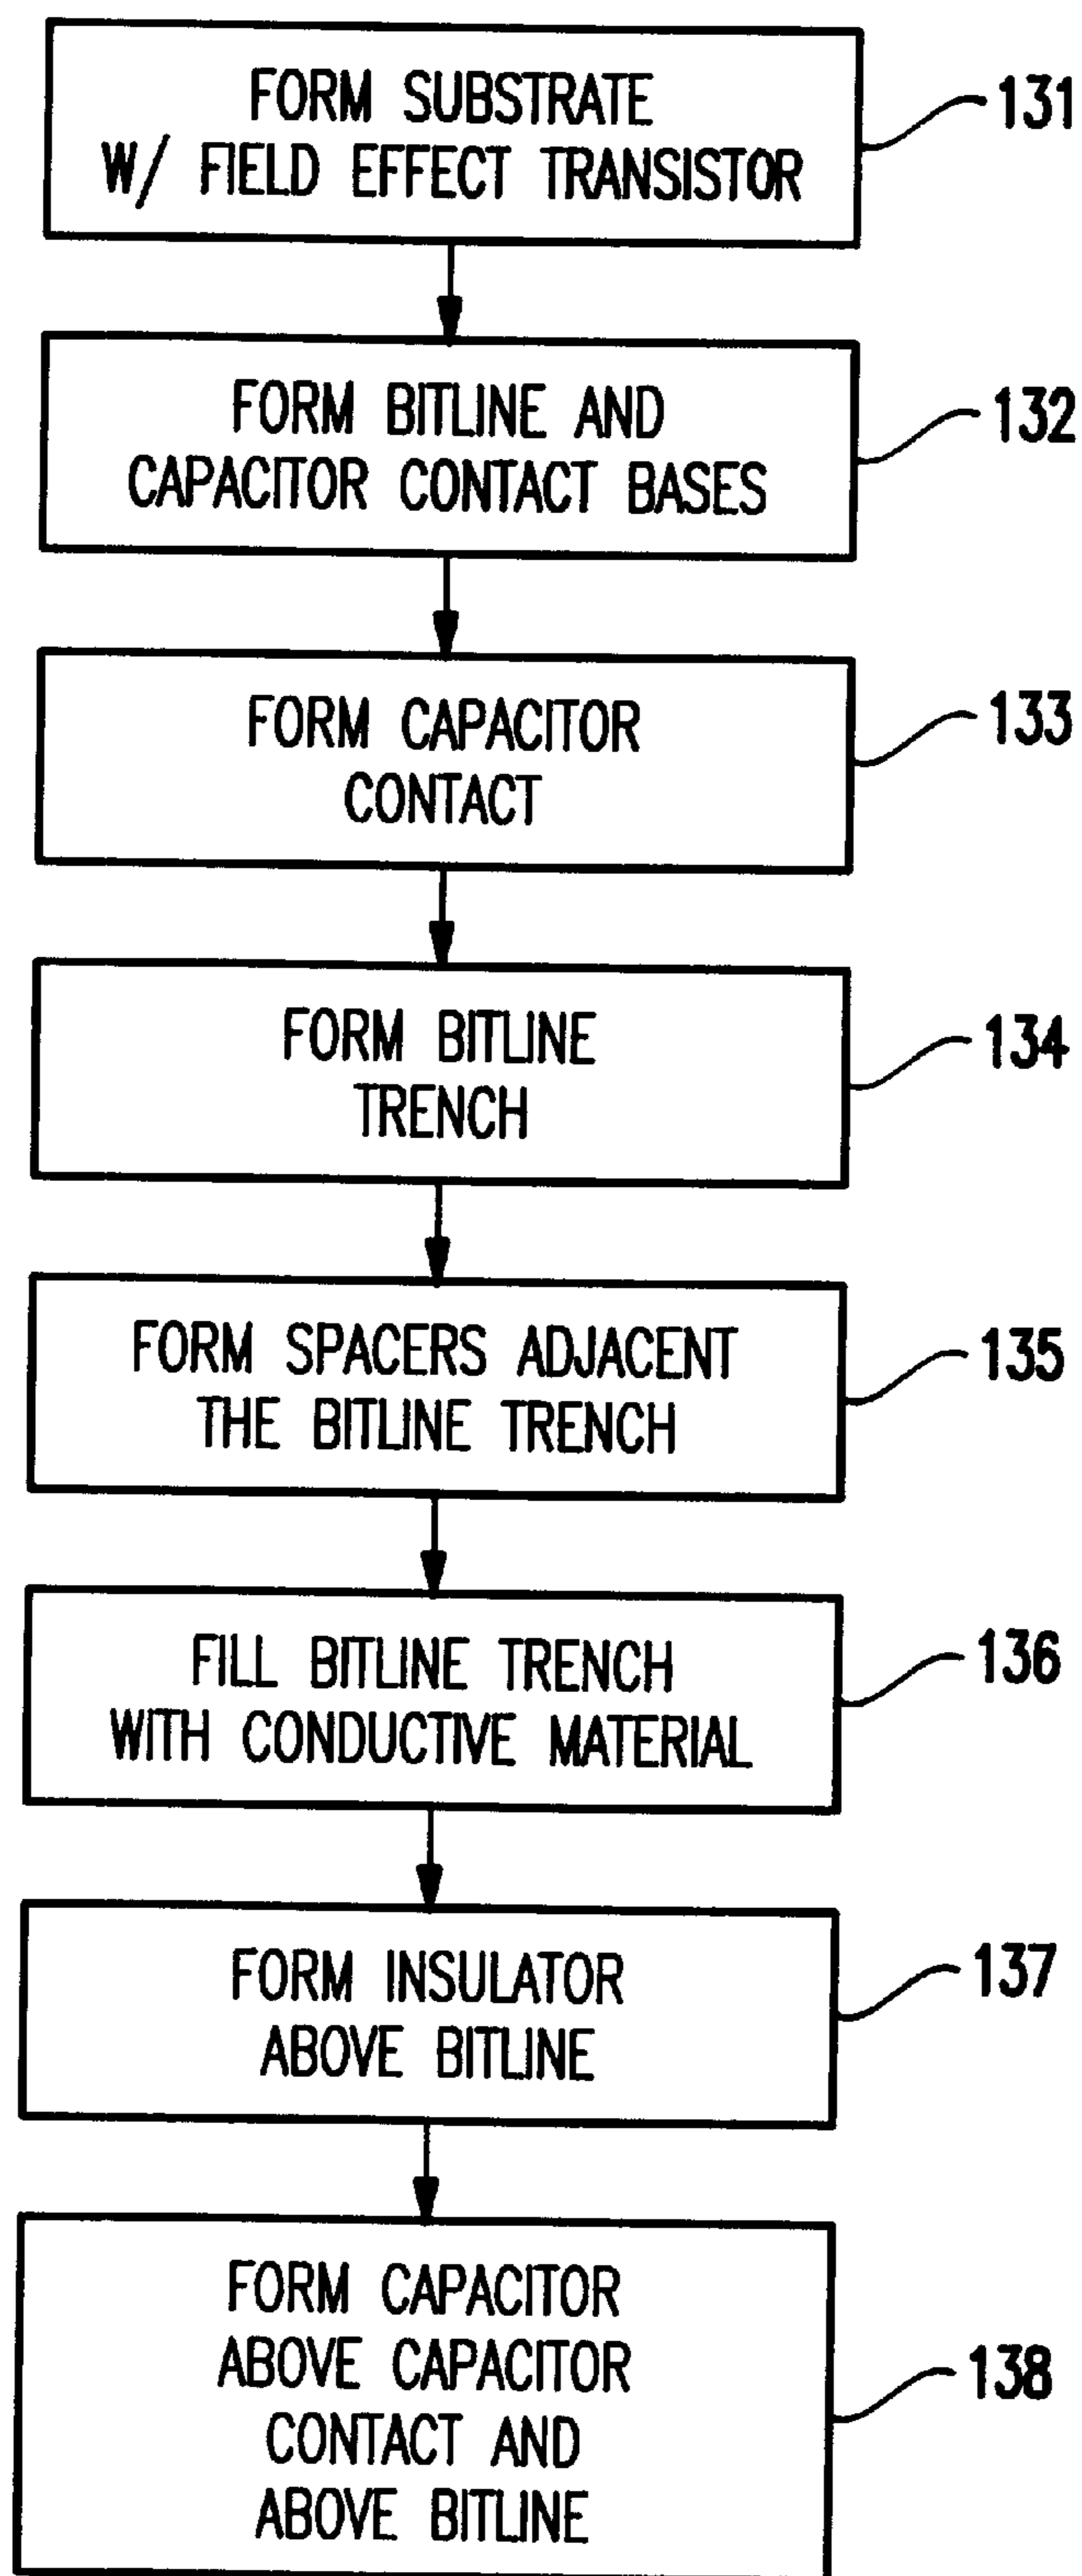 FORM SUBSTRATE
W/ FIELD EFFECT TRANSISTOR
131
FORM BITLINE AND
CAPACITOR CONTACT BASES
132
FORM CAPACITOR
CONTACT
133
FORM BITLINE
TRENCH
134
FORM SPACERS ADJACENT
THE BITLINE TRENCH
135
FILL BITLINE TRENCH
WITH CONDUCTIVE MATERIAL
136
FORM INSULATOR
ABOVE BITLINE
137
FORM CAPACITOR
ABOVE CAPACITOR
CONTACT AND
ABOVE BITLINE
138